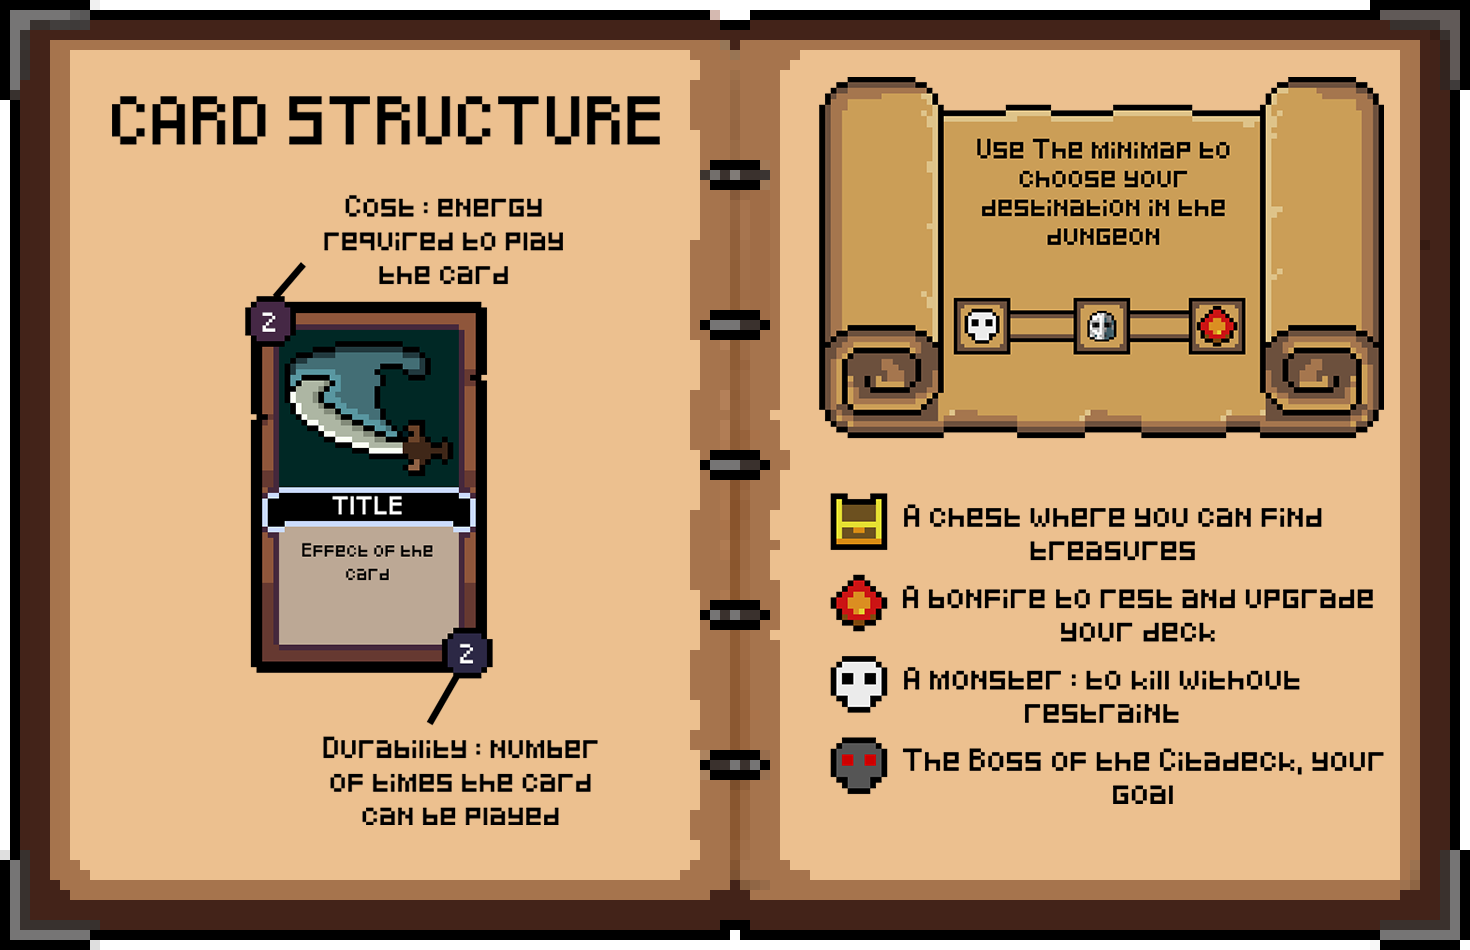 CARD STRUCTURE
Cost : energy
required to play
the card
2
TITLE
Effect of the
card
2
Durability : number
of times the card
can be played
Use The minimap to
choose your
destination in the
dungeon
A chest where you can find
treasures
A bonfire to rest and upgrade
your deck
A monster : to kill without
restraint
The Boss of the Citadeck, your
goal